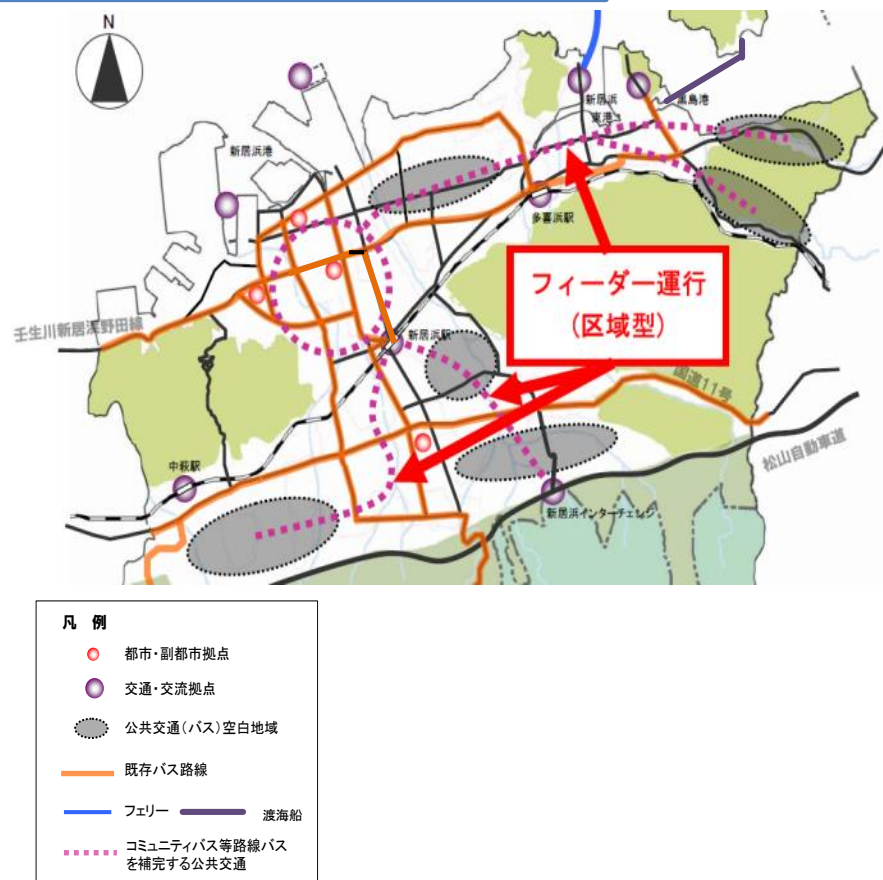 N
新居浜港
新居浜
東港
黒島港
多喜浜駅
フィーダー運行
(区域型)
壬生川新居浜野田線
新居浜駅
国道11号
松山自動車道
中萩駅
新居浜インターチェンジ
凡 例
都市・副都市拠点
交通・交流拠点
公共交通(バス)空白地域
既存バス路線
フェリー
渡海船
コミュニティバス等路線バス
を補完する公共交通